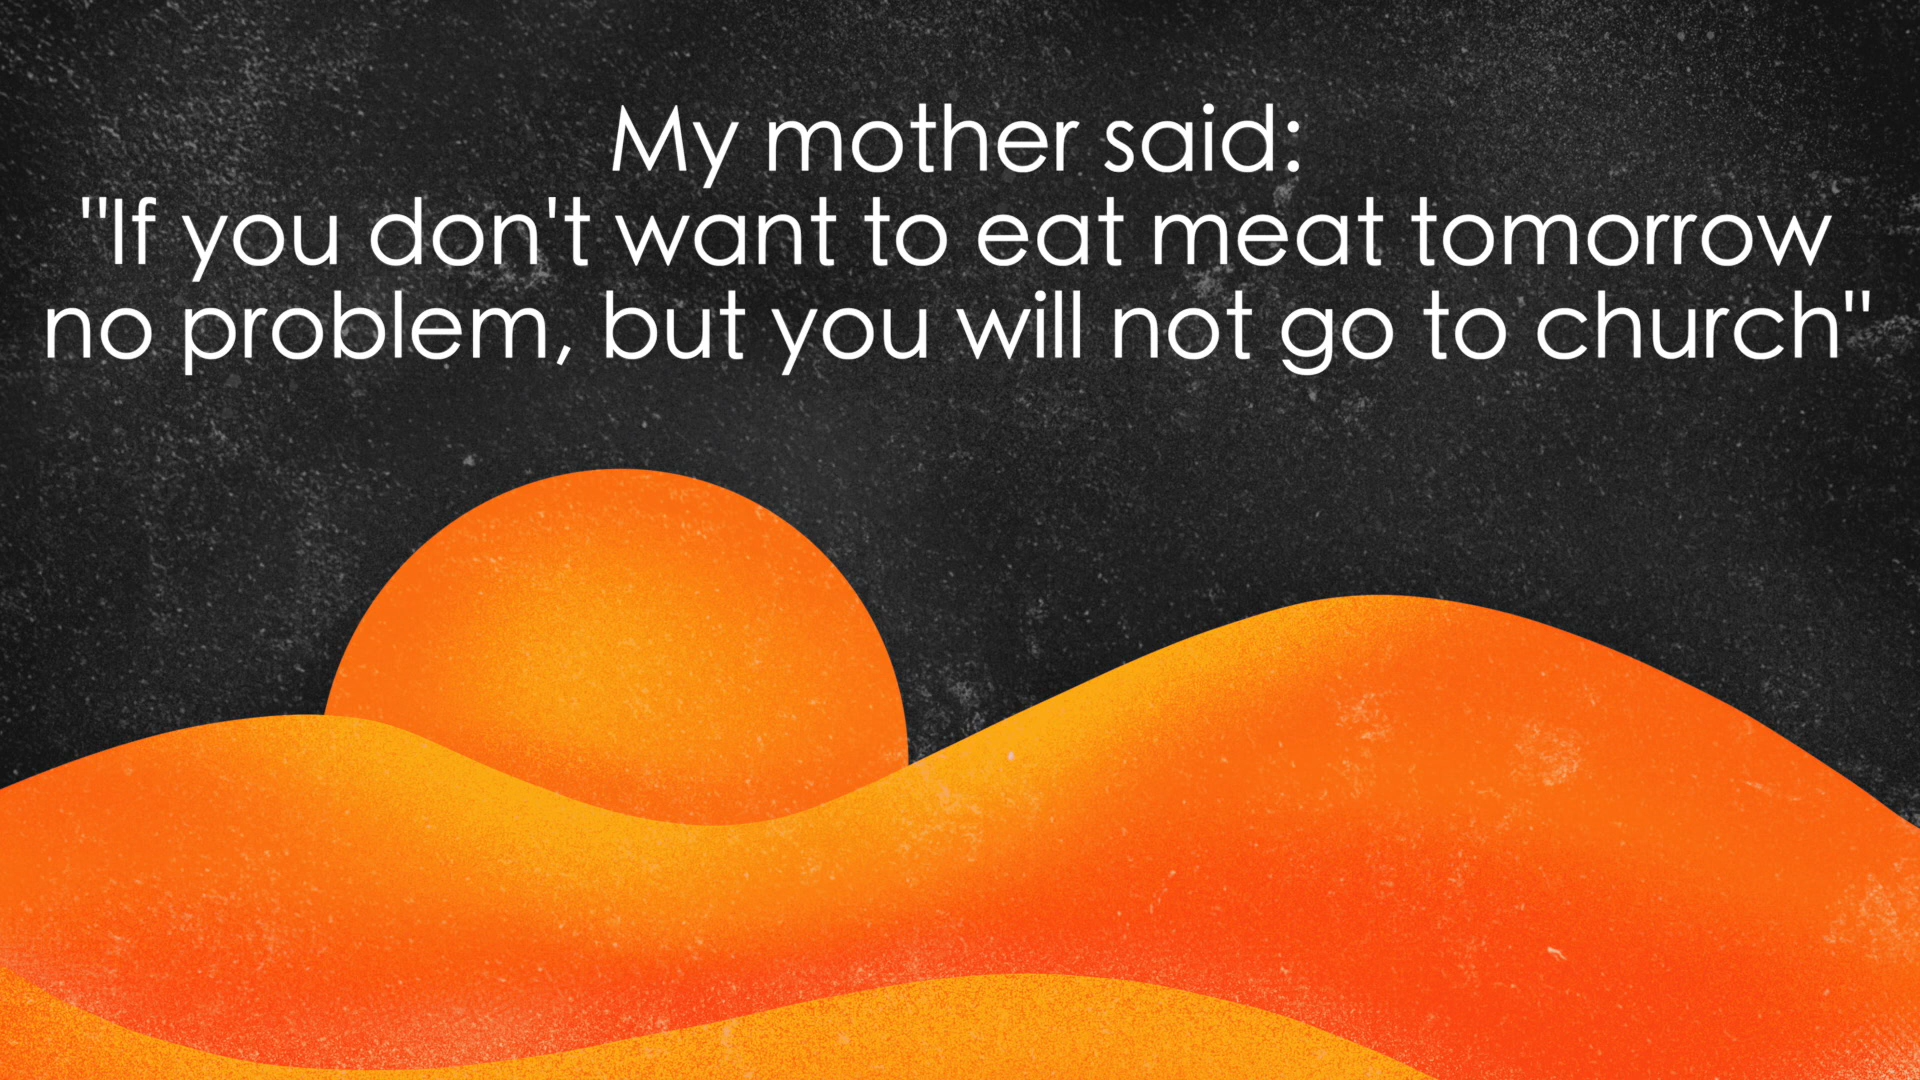 My mother said:
"If you don't want to eat meat tomorrow
no problem, but you will not go to church"